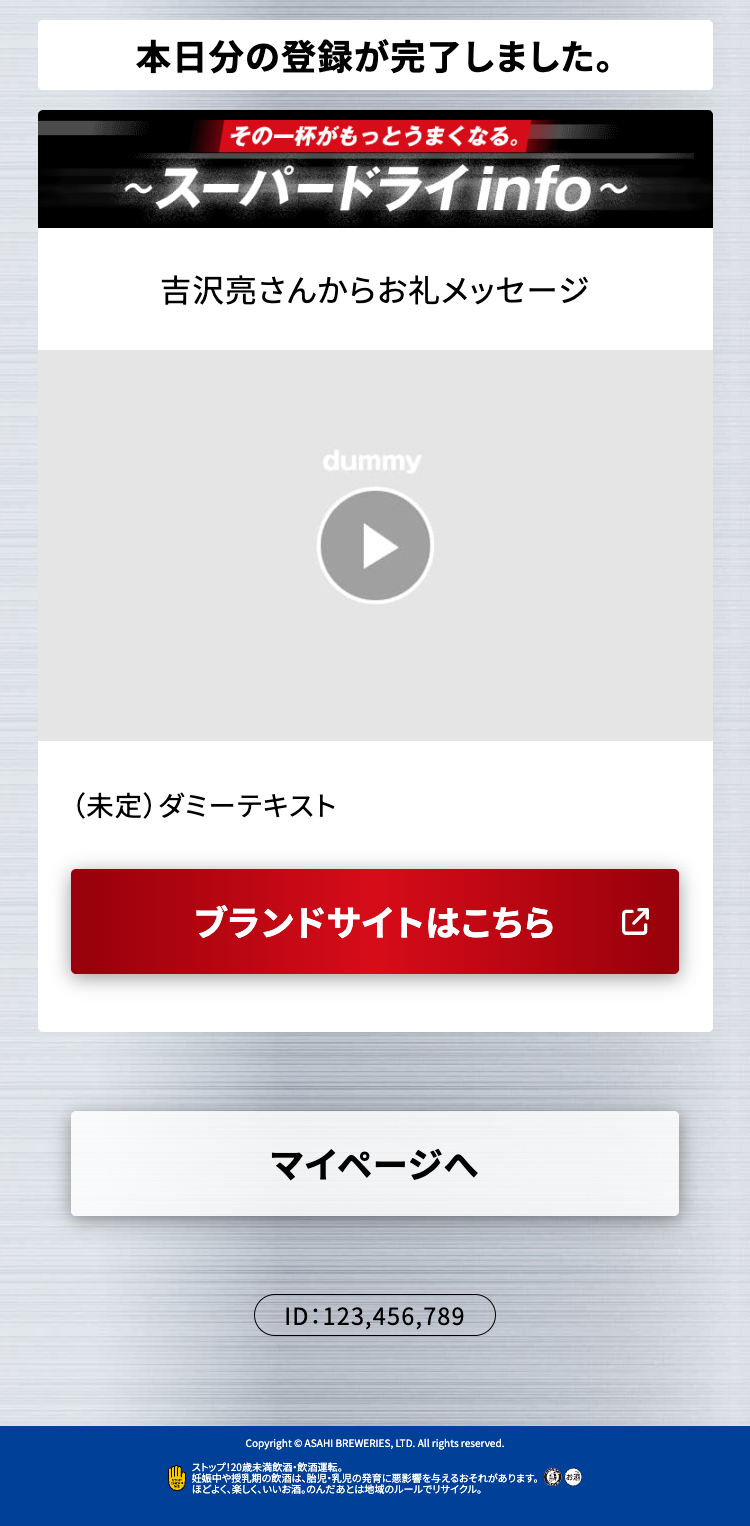 本日分の登録が完了しました。
その一杯がもっとうまくなる。
～スーパードライinfo～
吉沢亮さんからお礼メッセージ
dummy
（未定）ダミーテキスト
ブランドサイトはこちら
マイページへ
ID：123,456,789
Copyright © ASAHI BREWERIES, LTD. All rights reserved.
ストップ！20歳未満飲酒・飲酒運転。
妊娠中や授乳期の飲酒は、胎児・乳児の発育に悪影響を与えるおそれがあります。
ほどよく、楽しく、いいお酒。のんだあとは地域のルールでリサイクル。
お酒